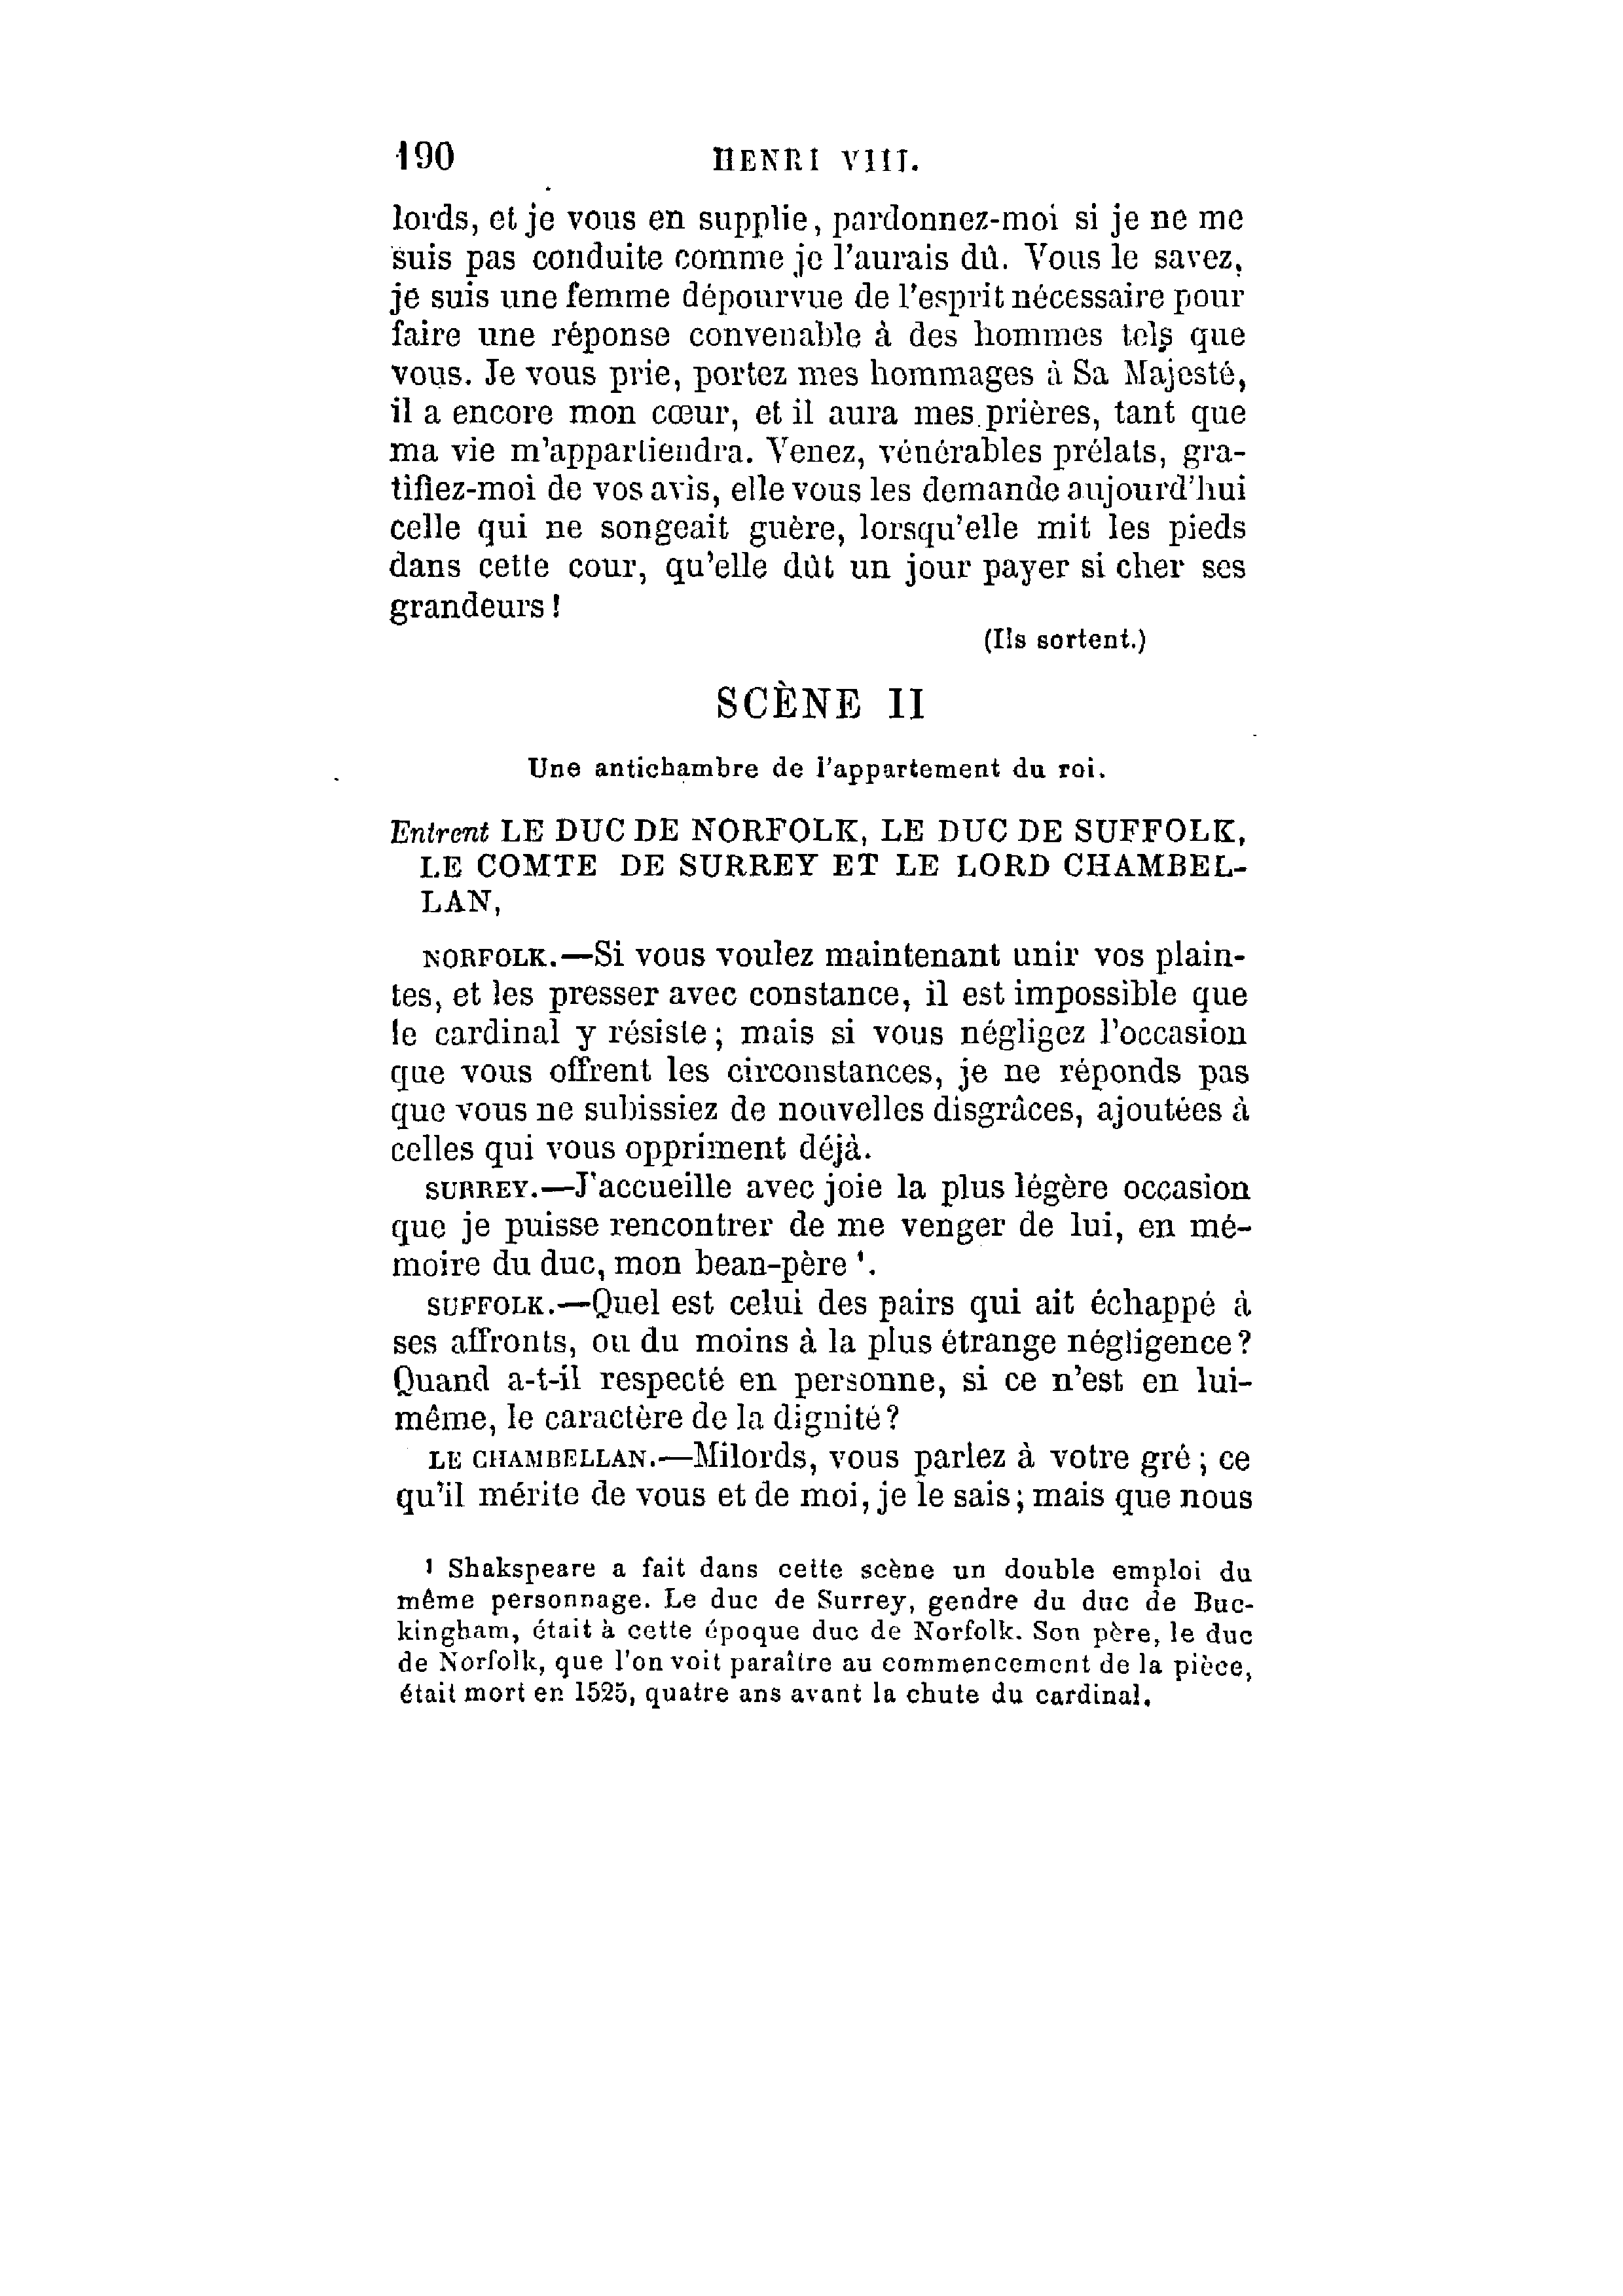 190 HENRI VIII.
lords, et je vous en supplie, pardonnez-moi si je ne me
suis pas conduite comme je l'aurais dû. Vous le savez,
je suis une femme dépourvue de l'esprit nécessaire pour
faire une réponse convenable à des hommes tels que
vous. Je vous prie, portez mes hommages à Sa Majesté,
il a encore mon cœur, et il aura mes prières, tant que
ma vie m'appartiendra. Venez, vénérables prélats, gra-
tifiez-moi de vos avis, elle vous les demande aujourd'hui
celle qui ne songeait guère, lorsqu'elle mit les pieds
dans cette cour, qu'elle dût un jour payer si cher ses
grandeurs !
(Ils sortent.)
SCÈNE II
Une antichambre de l'appartement du roi.
Entrent LE DUC DE NORFOLK, LE DUC DE SUFFOLK,
LE COMTE DE SURREY ET LE LORD CHAMBEL-
LAN,
NORFOLK.—Si vous voulez maintenant unir vos plain-
tes, et les presser avec constance, il est impossible que
le cardinal y résiste ; mais si vous négligez l'occasion
que vous offrent les circonstances, je ne réponds pas
que vous ne subissiez de nouvelles disgrâces, ajoutées à
celles qui vous oppriment déjà.
SURREY.—J'accueille avec joie la plus légère occasion
que je puisse rencontrer de me venger de lui, en mé-
moire du duc, mon beau-père ¹.
SUFFOLK.—Quel est celui des pairs qui ait échappé à
ses affronts, ou du moins à la plus étrange négligence ?
Quand a-t-il respecté en personne, si ce n'est en lui-
même, le caractère de la dignité ?
LE CHAMBELLAN.—Milords, vous parlez à votre gré ; ce
qu'il mérite de vous et de moi, je le sais ; mais que nous
¹ Shakspeare a fait dans cette scène un double emploi du
même personnage. Le duc de Surrey, gendre du duc de Buc-
kingham, était à cette époque duc de Norfolk. Son père, le duc
de Norfolk, que l'on voit paraître au commencement de la pièce,
était mort en 1525, quatre ans avant la chute du cardinal.